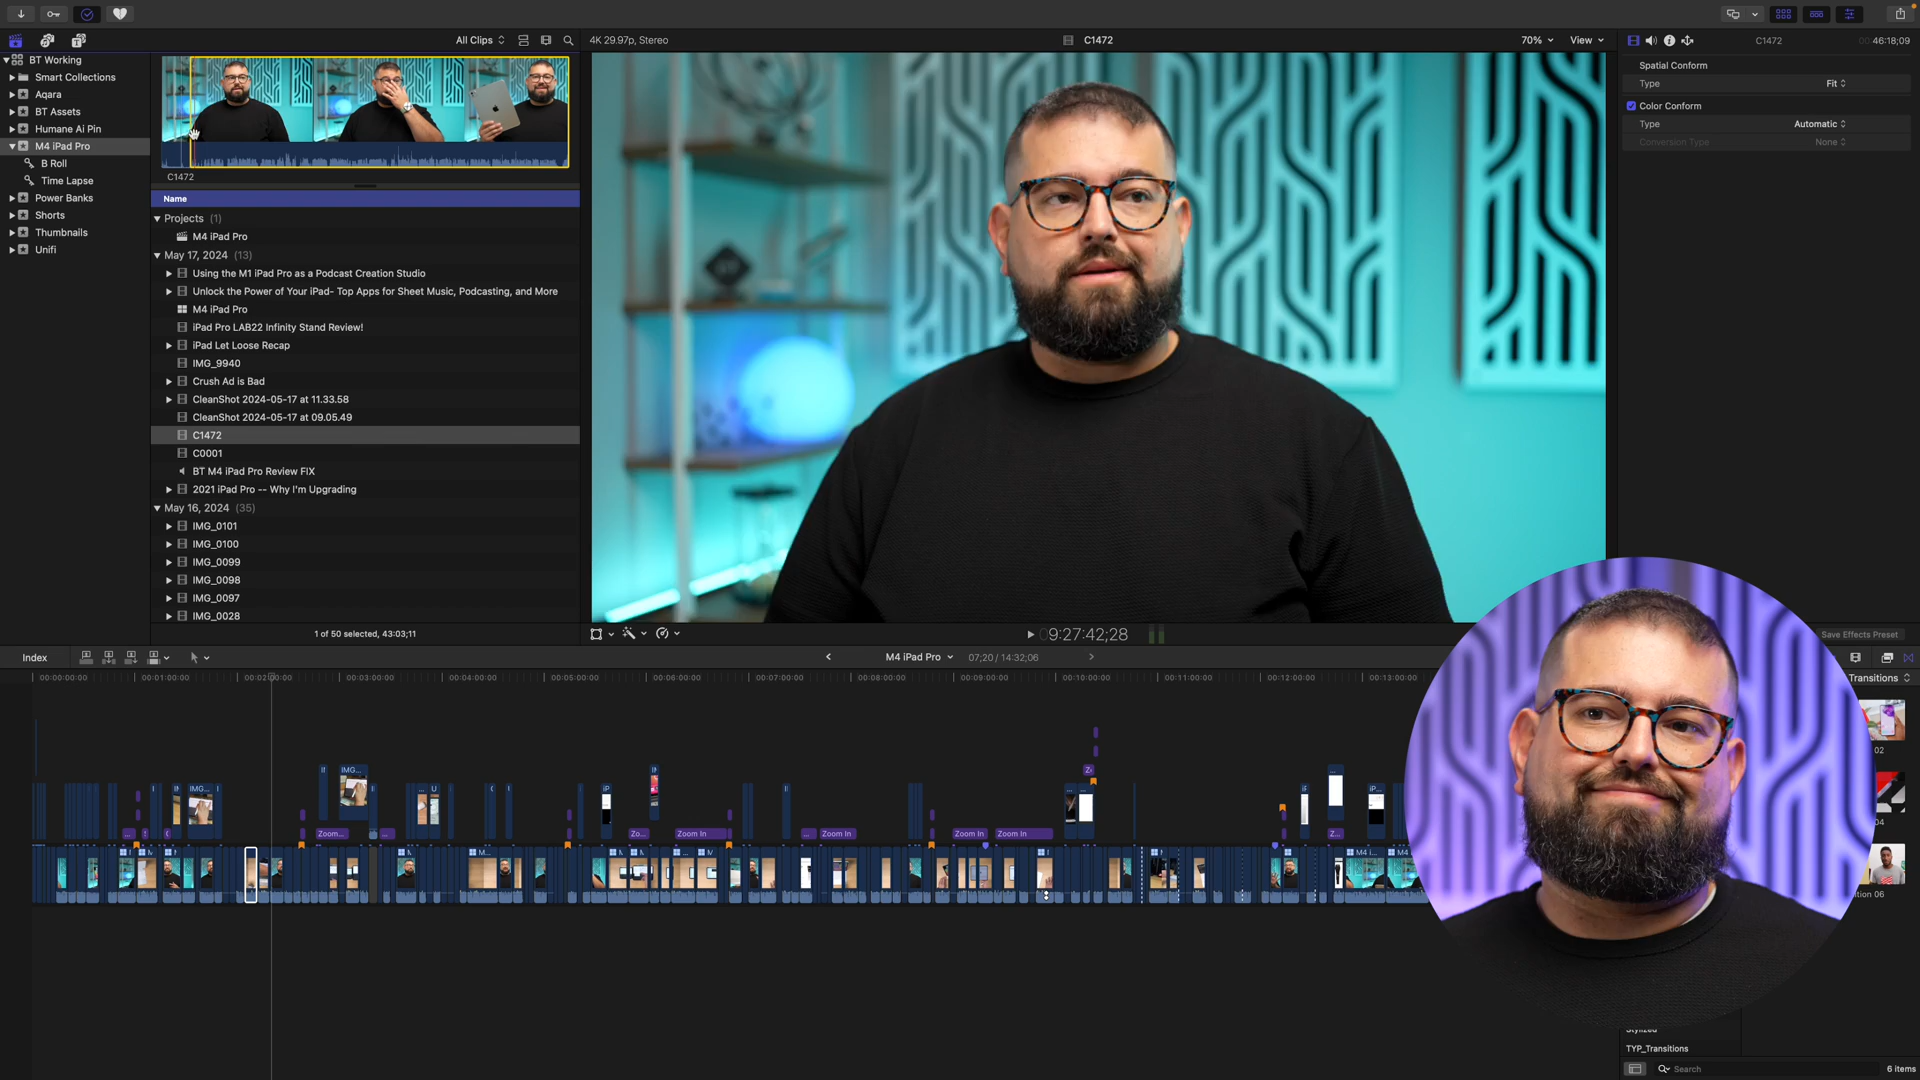 All Clips
4K 29.97p, Stereo
C1472
70%
View
C1472
46:18;09
BT Working
Smart Collections
Aqara
BT Assets
Humane Ai Pin
M4 iPad Pro
B Roll
Time Lapse
Power Banks
Shorts
Thumbnails
Unifi
C1472
Name
Projects (1)
M4 iPad Pro
May 17, 2024 (13)
Using the M1 iPad Pro as a Podcast Creation Studio
Unlock the Power of Your iPad- Top Apps for Sheet Music, Podcasting, and More
M4 iPad Pro
iPad Pro LAB22 Infinity Stand Review!
iPad Let Loose Recap
IMG_9940
Crush Ad is Bad
CleanShot 2024-05-17 at 11.33.58
CleanShot 2024-05-17 at 09.05.49
C1472
C0001
BT M4 iPad Pro Review FIX
2021 iPad Pro -- Why I'm Upgrading
May 16, 2024 (35)
IMG_0101
IMG_0100
IMG_0099
IMG_0098
IMG_0097
IMG_0028
1 of 50 selected, 43:03;11
Spatial Conform
Type
Fit
Color Conform
Type
Automatic
Conversion Type
None
09:27:42;28
Save Effects Preset
Index
M4 iPad Pro
07;20 / 14:32;06
00:00:00:00
00:01:00:00
00:03:00:00
00:04:00:00
00:05:00:00
00:06:00:00
00:07:00:00
00:08:00:00
00:09:00:00
00:10:00:00
00:11:00:00
00:12:00:00
00:13:00:00
Transitions
02
04
06
IMG...
IMG...
Zoom...
Zo...
Zoom In
Zoom In
Zoom In
Zoom In
Z...
M...
M4 i...
M4
TYP_Transitions
Search
6 items